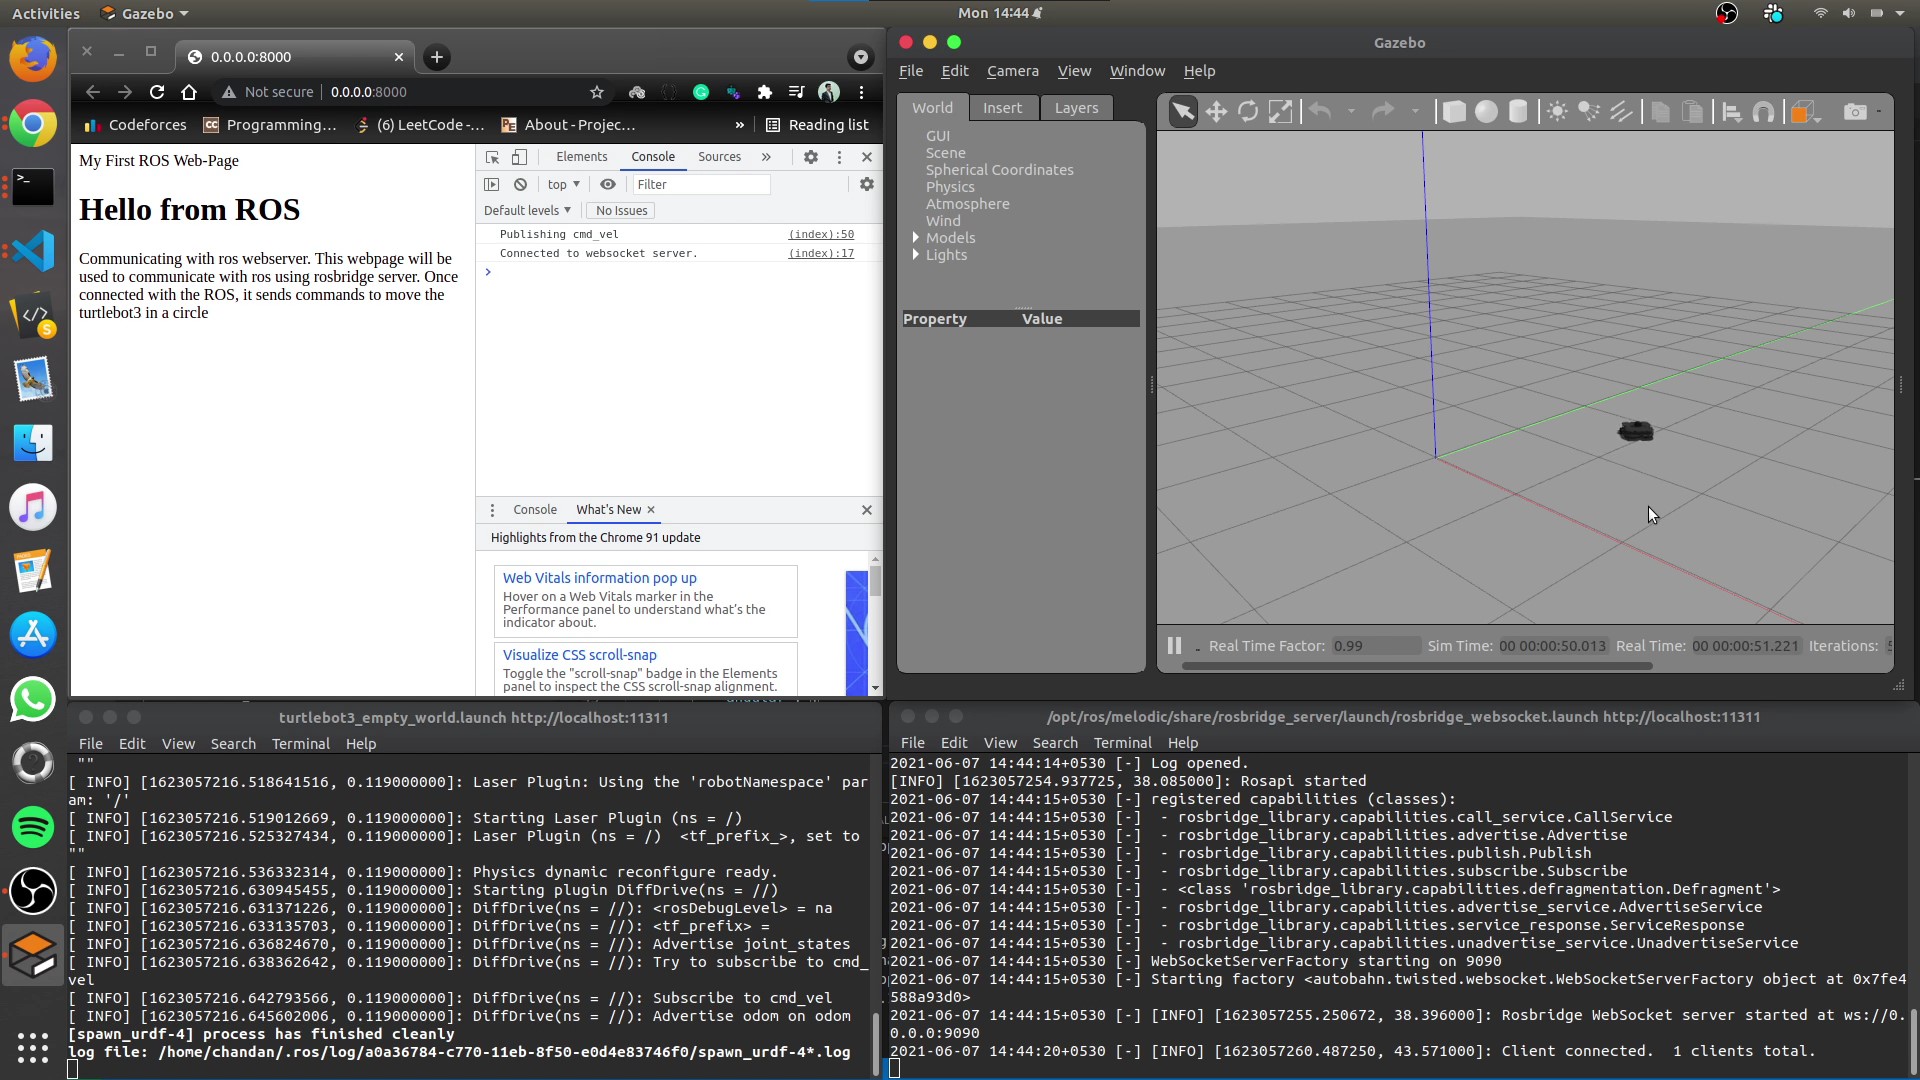 Activities
Gazebo
Mon 14:44
0.0.0.0:8000
Not secure
0.0.0.0:8000
Codeforces
Programming...
(6) LeetCode -...
About - Projec...
»
Reading list
My First ROS Web-Page
Hello from ROS
Communicating with ros webserver. This webpage will be
used to communicate with ros using rosbridge server. Once
connected with the ROS, it sends commands to move the
turtlebot3 in a circle
Elements
Console
Sources
»
top
Filter
Default levels
No Issues
Publishing cmd_vel
(index):50
Connected to websocket server.
(index):17
Console
What's New
Highlights from the Chrome 91 update
Web Vitals information pop up
Hover on a Web Vitals marker in the
Performance panel to understand what's the
indicator about.
Visualize CSS scroll-snap
Toggle the "scroll-snap" badge in the Elements
panel to inspect the CSS scroll-snap alignment.
Gazebo
File Edit Camera View Window Help
World
Insert
Layers
GUI
Scene
Spherical Coordinates
Physics
Atmosphere
Wind
Models
Lights
Property Value
Real Time Factor: 0.99 Sim Time: 00 00:00:50.013 Real Time: 00 00:00:51.221 Iterations:
turtlebot3_empty_world.launch http://localhost:11311
File Edit View Search Terminal Help
""
[ INFO] [1623057216.518641516, 0.119000000]: Laser Plugin: Using the 'robotNamespace' par
am: '/'
[ INFO] [1623057216.519012669, 0.119000000]: Starting Laser Plugin (ns = /)
[ INFO] [1623057216.525327434, 0.119000000]: Laser Plugin (ns = /)  <tf_prefix_>, set to
""
[ INFO] [1623057216.536332314, 0.119000000]: Physics dynamic reconfigure ready.
[ INFO] [1623057216.630945455, 0.119000000]: Starting plugin DiffDrive(ns = //)
[ INFO] [1623057216.631371226, 0.119000000]: DiffDrive(ns = //): <rosDebugLevel> = na
[ INFO] [1623057216.633135703, 0.119000000]: DiffDrive(ns = //): <tf_prefix> =
[ INFO] [1623057216.636824670, 0.119000000]: DiffDrive(ns = //): Advertise joint_states
[ INFO] [1623057216.638362642, 0.119000000]: DiffDrive(ns = //): Try to subscribe to cmd_
vel
[ INFO] [1623057216.642793566, 0.119000000]: DiffDrive(ns = //): Subscribe to cmd_vel
[ INFO] [1623057216.645602006, 0.119000000]: DiffDrive(ns = //): Advertise odom on odom
[spawn_urdf-4] process has finished cleanly
log file: /home/chandan/.ros/log/a0a36784-c770-11eb-8f50-e0d4e83746f0/spawn_urdf-4*.log
/opt/ros/melodic/share/rosbridge_server/launch/rosbridge_websocket.launch http://localhost:11311
File Edit View Search Terminal Help
2021-06-07 14:44:14+0530 [-] Log opened.
[INFO] [1623057254.937725, 38.085000]: Rosapi started
2021-06-07 14:44:15+0530 [-] registered capabilities (classes):
2021-06-07 14:44:15+0530 [-]  - rosbridge_library.capabilities.call_service.CallService
2021-06-07 14:44:15+0530 [-]  - rosbridge_library.capabilities.advertise.Advertise
2021-06-07 14:44:15+0530 [-]  - rosbridge_library.capabilities.publish.Publish
2021-06-07 14:44:15+0530 [-]  - rosbridge_library.capabilities.subscribe.Subscribe
2021-06-07 14:44:15+0530 [-]  - <class 'rosbridge_library.capabilities.defragmentation.Defragment'>
2021-06-07 14:44:15+0530 [-]  - rosbridge_library.capabilities.advertise_service.AdvertiseService
2021-06-07 14:44:15+0530 [-]  - rosbridge_library.capabilities.service_response.ServiceResponse
2021-06-07 14:44:15+0530 [-]  - rosbridge_library.capabilities.unadvertise_service.UnadvertiseService
2021-06-07 14:44:15+0530 [-] WebSocketServerFactory starting on 9090
2021-06-07 14:44:15+0530 [-] Starting factory <autobahn.twisted.websocket.WebSocketServerFactory object at 0x7fe4
588a93d0>
2021-06-07 14:44:15+0530 [-] [INFO] [1623057255.250672, 38.396000]: Rosbridge WebSocket server started at ws://0.
0.0.0:9090
2021-06-07 14:44:20+0530 [-] [INFO] [1623057260.487250, 43.571000]: Client connected.  1 clients total.